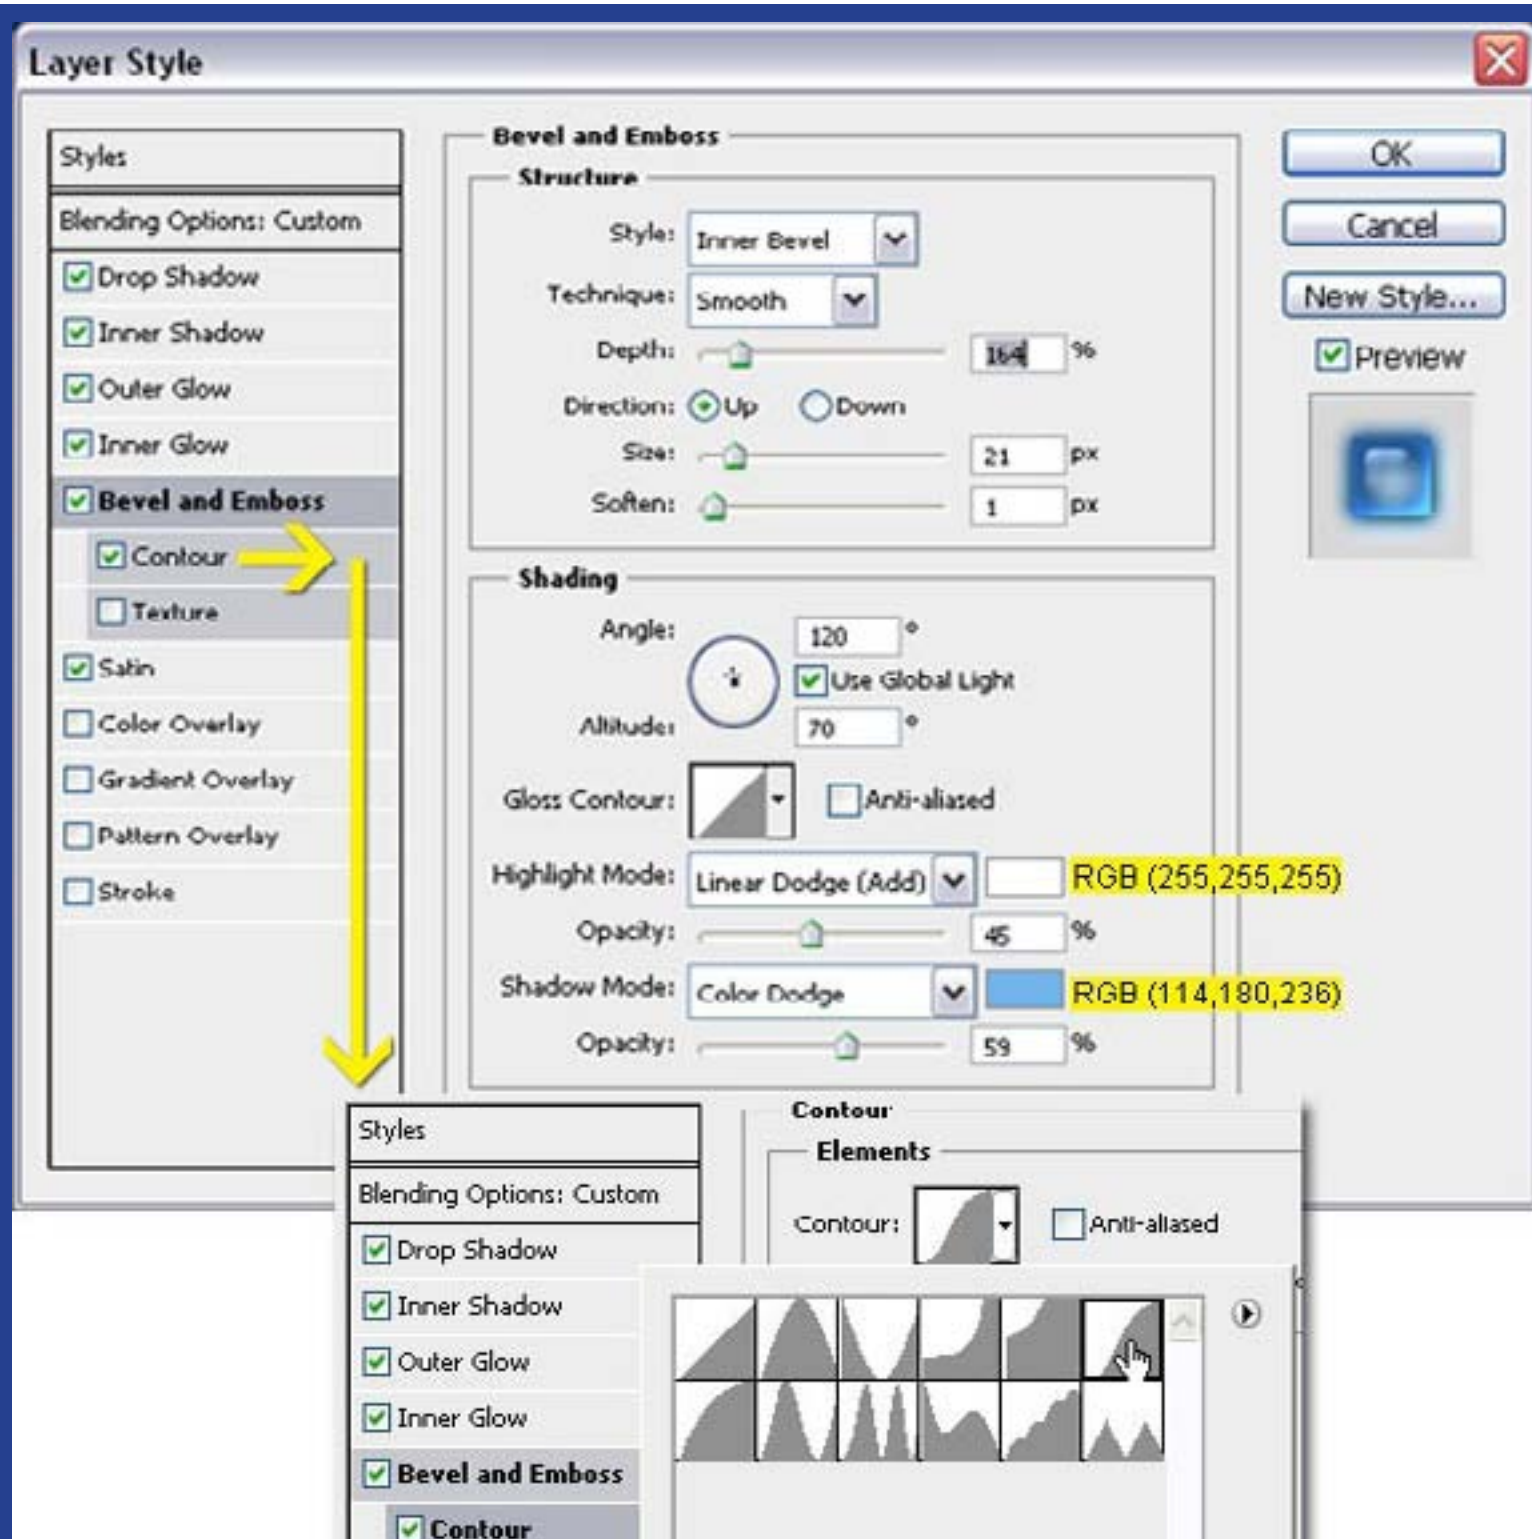 Layer Style
Styles
Blending Options: Custom
Drop Shadow
Inner Shadow
Outer Glow
Inner Glow
Bevel and Emboss
Contour
Texture
Satin
Color Overlay
Gradient Overlay
Pattern Overlay
Stroke
Bevel and Emboss
Structure
Style: Inner Bevel
Technique: Smooth
Depth: 164 %
Direction: Up Down
Size: 21 px
Soften: 1 px
Shading
Angle: 120 °
Use Global Light
Altitude: 70 °
Gloss Contour: Anti-aliased
Highlight Mode: Linear Dodge (Add) RGB (255,255,255)
Opacity: 45 %
Shadow Mode: Color Dodge RGB (114,180,236)
Opacity: 59 %
OK
Cancel
New Style...
Preview
Styles
Blending Options: Custom
Drop Shadow
Inner Shadow
Outer Glow
Inner Glow
Bevel and Emboss
Contour
Contour
Elements
Contour: Anti-aliased